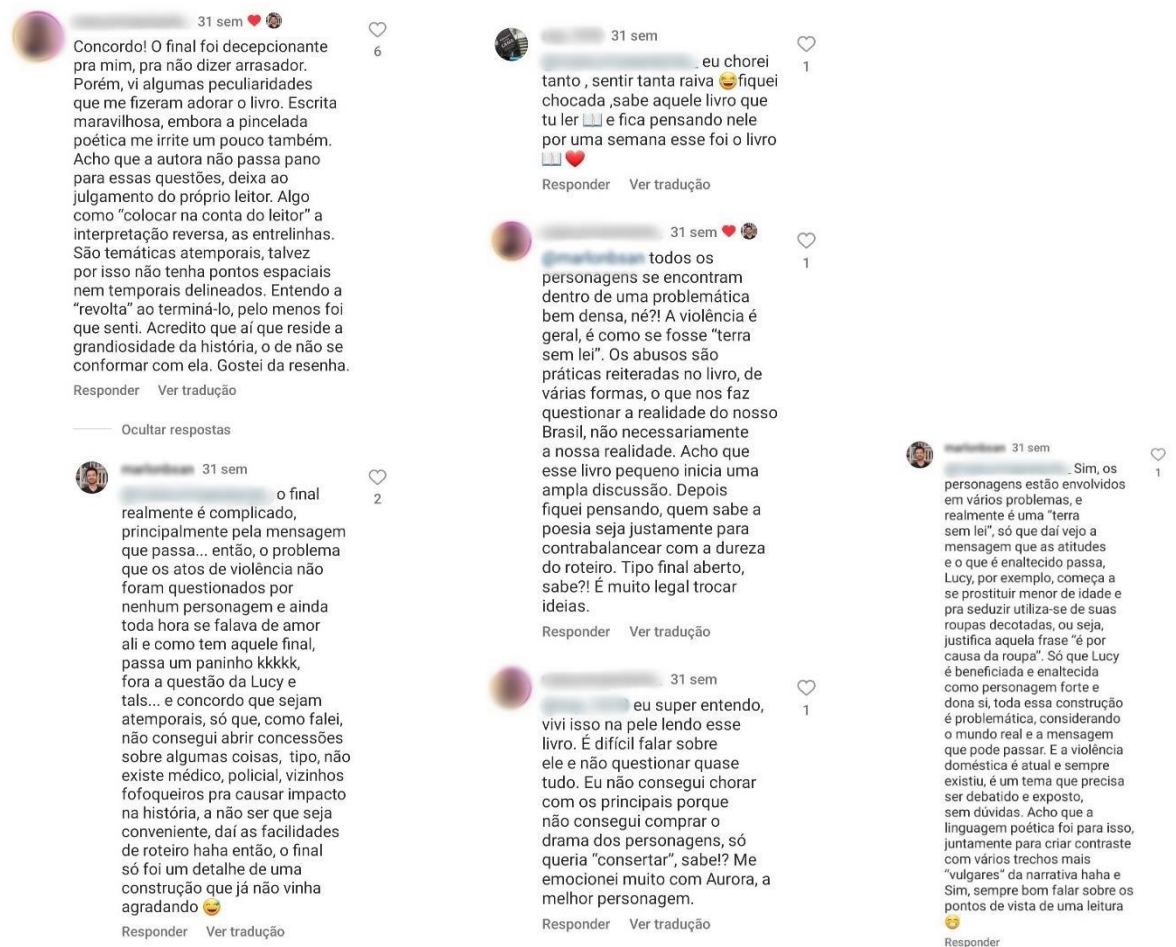 31 sem
6
Concordo! O final foi decepcionante
pra mim, pra não dizer arrasador.
Porém, vi algumas peculiaridades
que me fizeram adorar o livro. Escrita
maravilhosa, embora a pincelada
poética me irrite um pouco também.
Acho que a autora não passa pano
para essas questões, deixa ao
julgamento do próprio leitor. Algo
como “colocar na conta do leitor” a
interpretação reversa, as entrelinhas.
São temáticas atemporais, talvez
por isso não tenha pontos espaciais
nem temporais delineados. Entendo a
“revolta” ao terminá-lo, pelo menos foi
que senti. Acredito que aí que reside a
grandiosidade da história, o de não se
conformar com ela. Gostei da resenha.
Responder Ver tradução
Ocultar respostas
marlonbsan 31 sem
2
o final
realmente é complicado,
principalmente pela mensagem
que passa... então, o problema
que os atos de violência não
foram questionados por
nenhum personagem e ainda
toda hora se falava de amor
ali e como tem aquele final,
passa um paninho kkkkk,
fora a questão da Lucy e
tals... e concordo que sejam
atemporais, só que, como falei,
não consegui abrir concessões
sobre algumas coisas, tipo, não
existe médico, policial, vizinhos
fofoqueiros pra causar impacto
na história, a não ser que seja
conveniente, daí as facilidades
de roteiro haha então, o final
só foi um detalhe de uma
construção que já não vinha
agradando 😅
Responder Ver tradução
31 sem
1
eu chorei
tanto , sentir tanta raiva 😂fiquei
chocada ,sabe aquele livro que
tu ler 📖 e fica pensando nele
por uma semana esse foi o livro
📖❤️
Responder Ver tradução
31 sem
1
@marlonbsan todos os
personagens se encontram
dentro de uma problemática
bem densa, né?! A violência é
geral, é como se fosse “terra
sem lei”. Os abusos são
práticas reiteradas no livro, de
várias formas, o que nos faz
questionar a realidade do nosso
Brasil, não necessariamente
a nossa realidade. Acho que
esse livro pequeno inicia uma
ampla discussão. Depois
fiquei pensando, quem sabe a
poesia seja justamente para
contrabalancear com a dureza
do roteiro. Tipo final aberto,
sabe?! É muito legal trocar
ideias.
Responder Ver tradução
31 sem
1
eu super entendo,
vivi isso na pele lendo esse
livro. É difícil falar sobre
ele e não questionar quase
tudo. Eu não consegui chorar
com os principais porque
não consegui comprar o
drama dos personagens, só
queria “consertar”, sabe!? Me
emocionei muito com Aurora, a
melhor personagem.
Responder Ver tradução
marlonbsan 31 sem
1
Sim, os
personagens estão envolvidos
em vários problemas, e
realmente é uma “terra
sem lei”, só que daí vejo a
mensagem que as atitudes
e o que é enaltecido passa,
Lucy, por exemplo, começa a
se prostituir menor de idade e
pra seduzir utiliza-se de suas
roupas decotadas, ou seja,
justifica aquela frase “é por
causa da roupa”. Só que Lucy
é beneficiada e enaltecida
como personagem forte e
dona si, toda essa construção
é problemática, considerando
o mundo real e a mensagem
que pode passar. E a violência
doméstica é atual e sempre
existiu, é um tema que precisa
ser debatido e exposto,
sem dúvidas. Acho que a
linguagem poética foi para isso,
juntamente para criar contraste
com vários trechos mais
“vulgares” da narrativa haha e
Sim, sempre bom falar sobre os
pontos de vista de uma leitura
😁
Responder